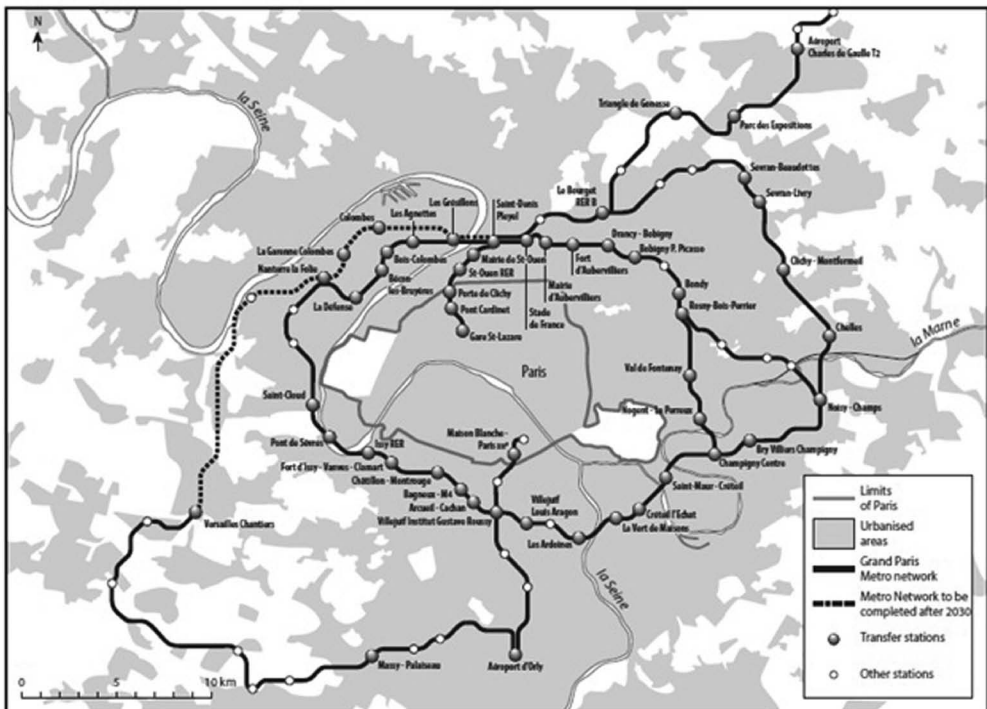 N
la Seine
Aéroport
Charles de Gaulle T2
Triangle de Gonesse
Parc des Expositions
Le Bourget
RER B
Sevran-Beaudottes
Sevran-Livry
Colombes
Les Agnettes
Les Grésillons
Saint-Denis
Pleyel
La Garenne Colombes
Nanterre la Folie
Bois-Colombes
Mairie de St-Ouen
Drancy - Bobigny
Bobigny P. Picasso
Fort
d'Aubervilliers
Clichy - Montfermeil
Bécon-
les-Bruyères
St-Ouen RER
Mairie
d'Aubervilliers
Bondy
La Défense
Porte de Clichy
Pont Cardinet
Stade
de France
Rosny-Bois-Perrier
Gare St-Lazare
Chelles
la Marne
Paris
Val de Fontenay
Saint-Cloud
Nogent - Le Perreux
Noisy - Champs
Maison Blanche -
Pont de Sèvres
Issy RER
Bry Villiers Champigny
Fort d'Issy - Vanves - Clamart
Champigny Centre
Châtillon - Montrouge
Saint-Maur - Créteil
Bagneux - M4
Arcueil - Cachan
Villejuif
Louis Aragon
Créteil l'Echat
Versailles Chantiers
Villejuif Institut Gustave Roussy
Le Vert de Maisons
Les Ardoines
la Seine
Massy - Palaiseau
Aéroport d'Orly
0
5
10 km
Limits
of Paris
Urbanised
areas
Grand Paris
Metro network
Metro Network to be
completed after 2030
Transfer stations
Other stations